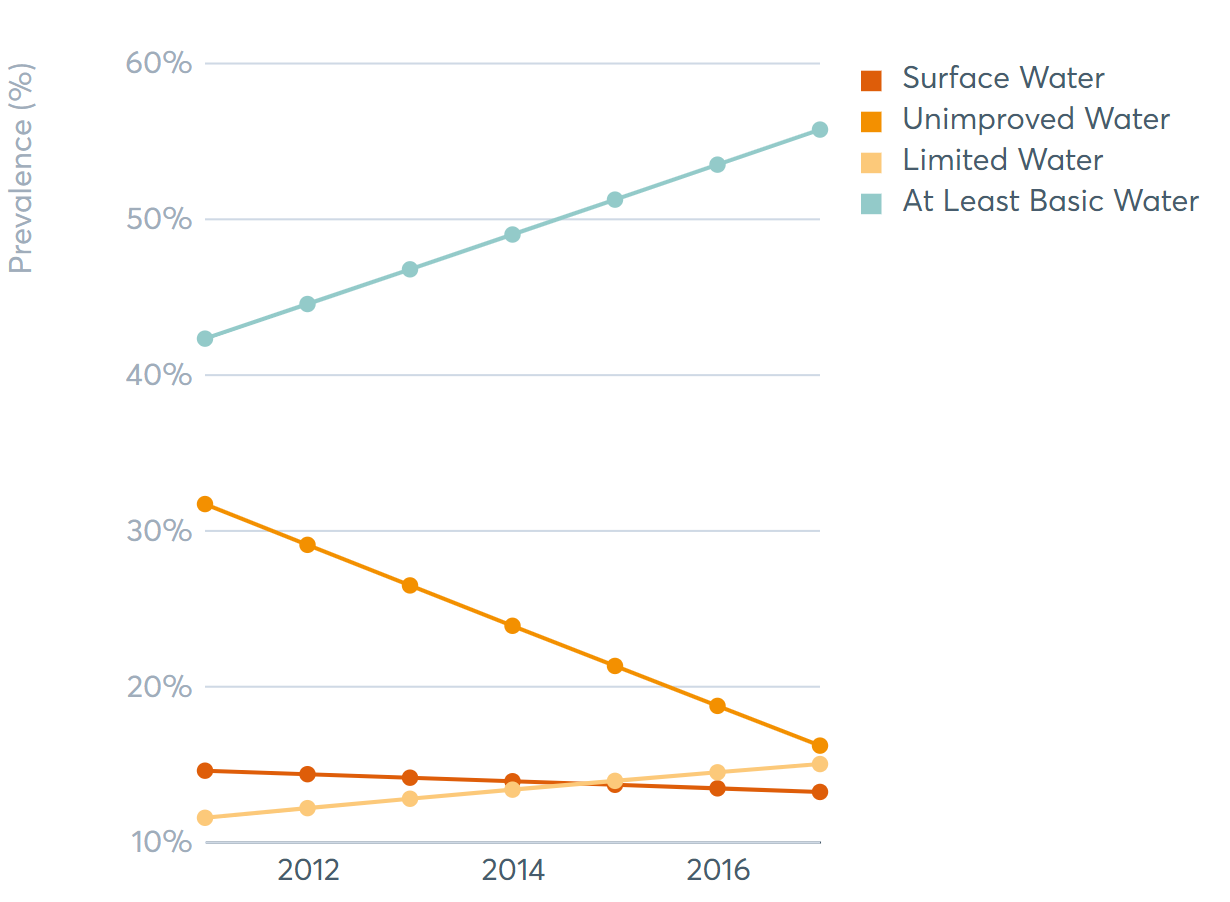 Prevalence (%)
60%
50%
40%
30%
20%
10%
2012
2014
2016
Surface Water
Unimproved Water
Limited Water
At Least Basic Water